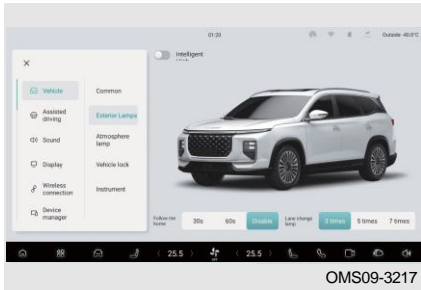 01:20
Outside -40.0°C
Intelligent
Vehicle
Common
Assisted
driving
Exterior Lamps
Sound
Atmosphere
lamp
Display
Vehicle lock
Wireless
connection
Instrument
Device
manager
Follow me
home
30s
60s
Disable
Lane change
lamp
3 times
5 times
7 times
25.5
25.5
OMS09-3217